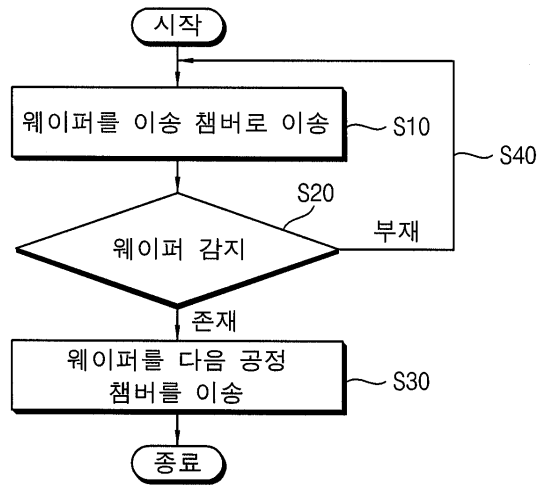 시작
웨이퍼를 이송 챔버로 이송
S10
S40
S20
웨이퍼 감지
부재
존재
웨이퍼를 다음 공정
챔버를 이송
S30
종료